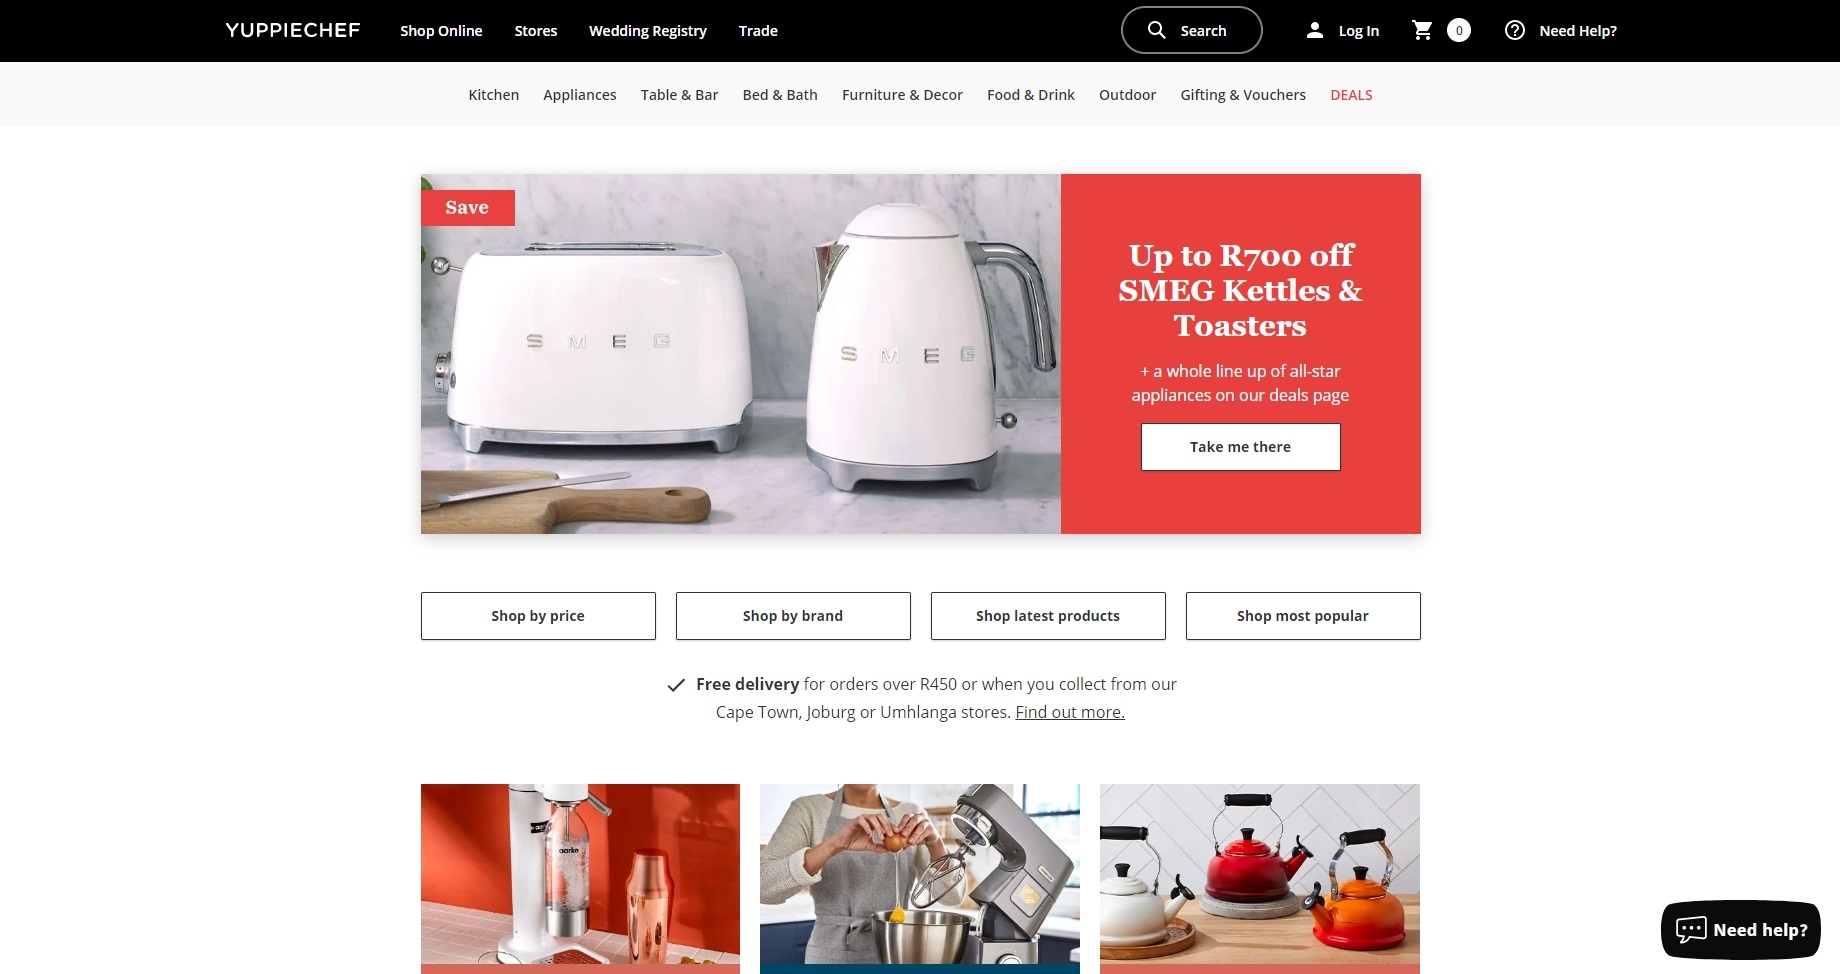 YUPPIECHEF
Shop Online
Stores
Wedding Registry
Trade
Search
Log In
0
Need Help?
Kitchen
Appliances
Table & Bar
Bed & Bath
Furniture & Decor
Food & Drink
Outdoor
Gifting & Vouchers
DEALS
Save
SMEG
SMEG
Up to R700 off
SMEG Kettles &
Toasters
+ a whole line up of all-star
appliances on our deals page
Take me there
Shop by price
Shop by brand
Shop latest products
Shop most popular
Free delivery for orders over R450 or when you collect from our
Cape Town, Joburg or Umhlanga stores. Find out more.
aarke
Need help?